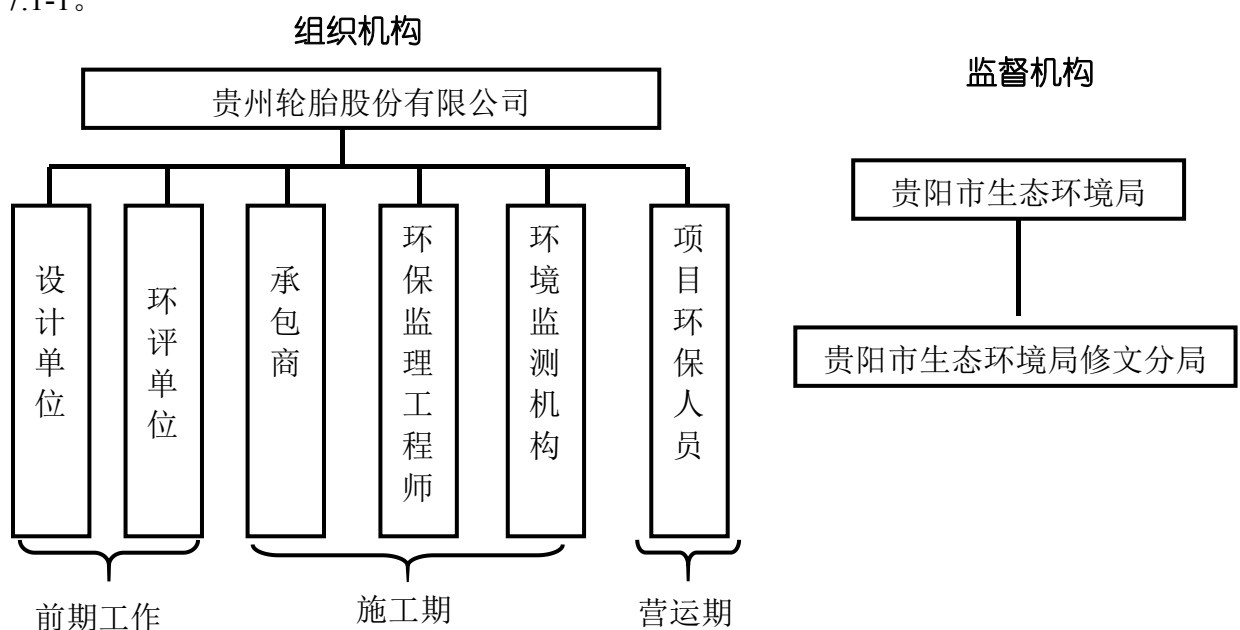 7.1-1。
组织机构
监督机构
贵州轮胎股份有限公司
贵阳市生态环境局
贵阳市生态环境局修文分局
设计单位
环评单位
承包商
环保监理工程师
环境监测机构
项目环保人员
前期工作
施工期
营运期